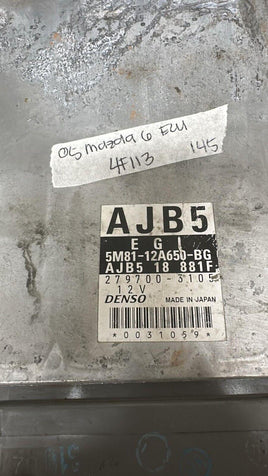 05 mazda 6 ECU
4F113 145
AJB5
EGI
5M81-12A650-BG
AJB5 18 881F
279700-3105
12V
DENSO MADE IN JAPAN
*0031059*